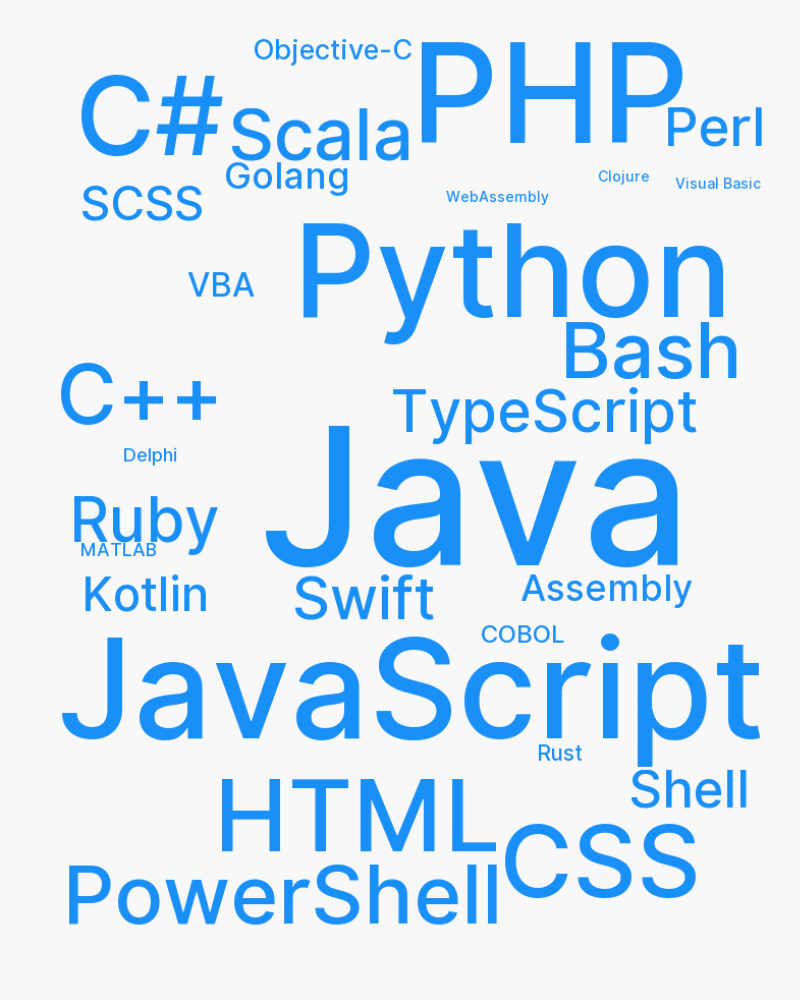 Objective-C
PHP
C#
Scala
Perl
Golang
Clojure
Visual Basic
SCSS
WebAssembly
Python
VBA
Bash
C++
TypeScript
Delphi
Java
Ruby
MATLAB
Kotlin
Swift
Assembly
COBOL
JavaScript
Rust
Shell
HTML
CSS
PowerShell